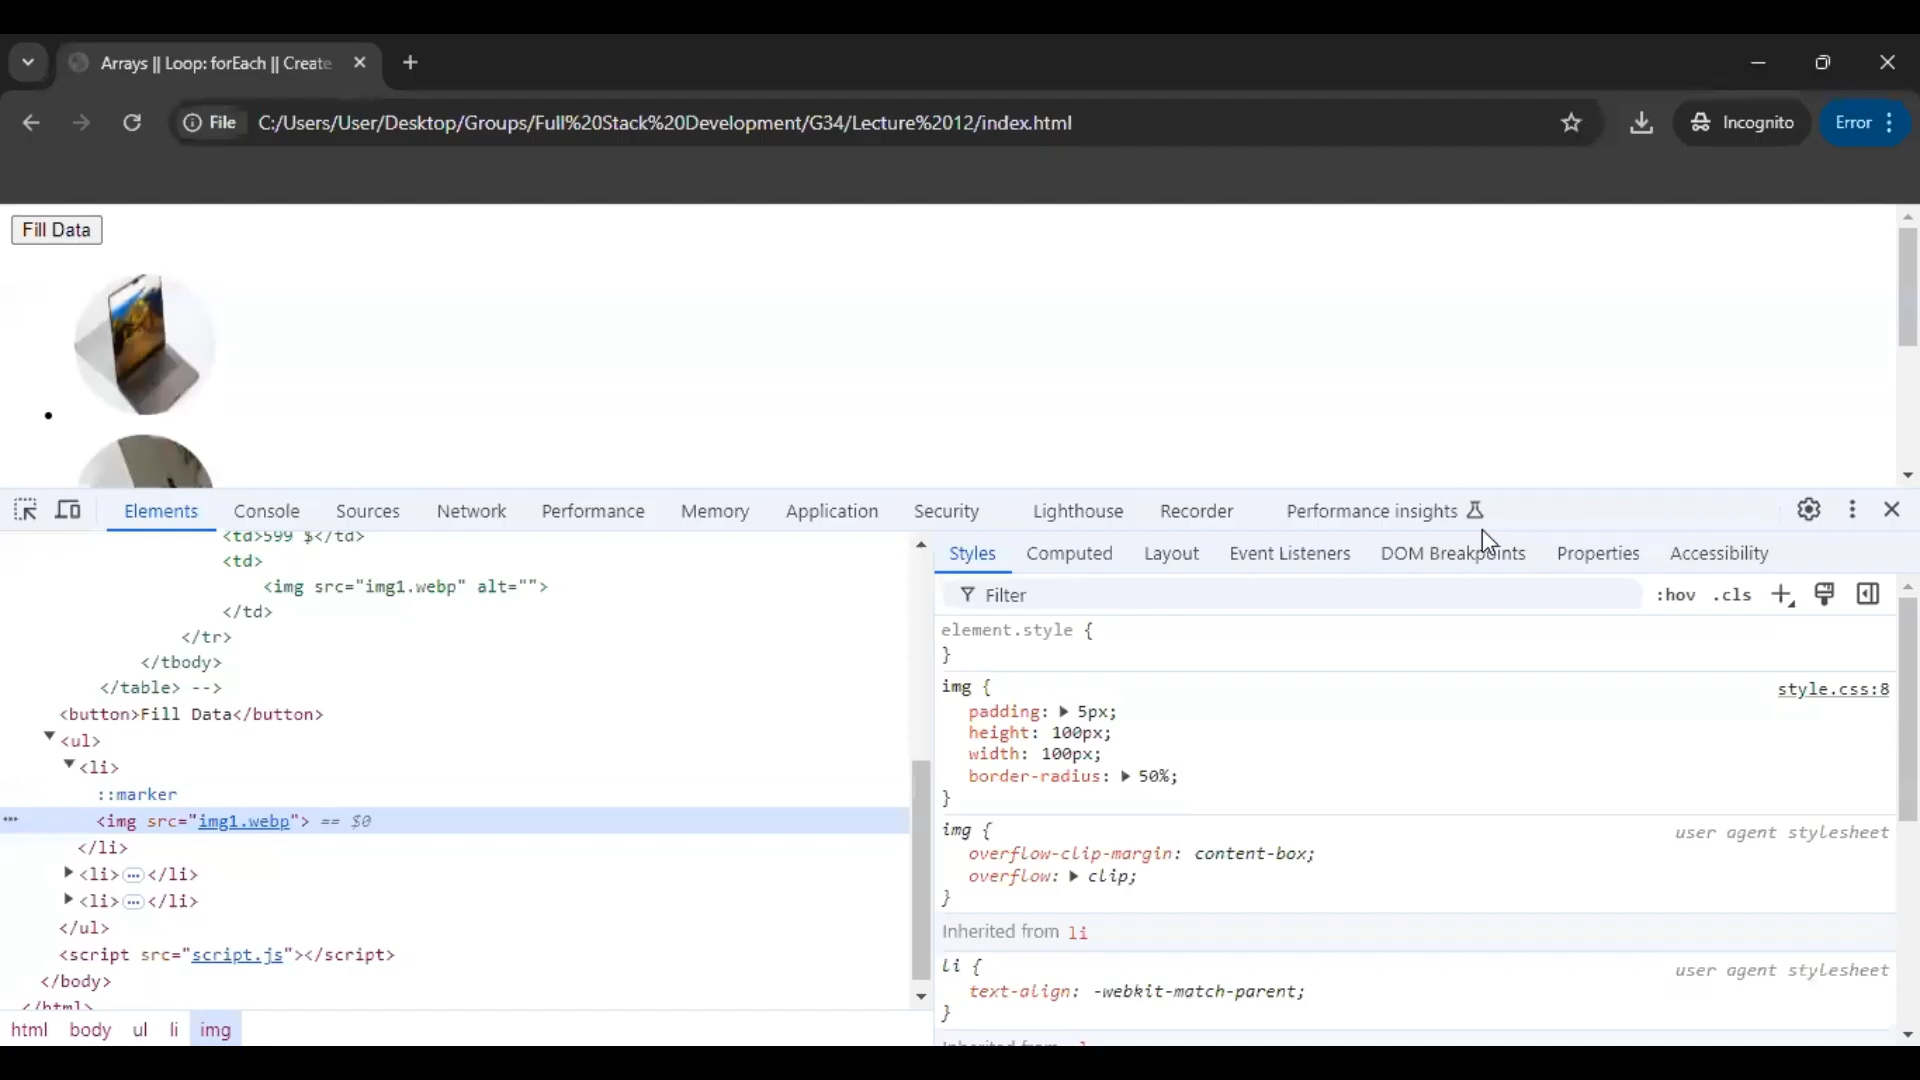 Arrays || Loop: forEach || Create
File C:/Users/User/Desktop/Groups/Full%20Stack%20Development/G34/Lecture%2012/index.html Incognito Error
Fill Data
Elements Console Sources Network Performance Memory Application Security Lighthouse Recorder Performance insights
<td>599 $</td>
<td>
<img src="img1.webp" alt="">
</td>
</tr>
</tbody>
</table> -->
<button>Fill Data</button>
<ul>
<li>
::marker
<img src="img1.webp"> == $0
</li>
<li>…</li>
<li>…</li>
</ul>
<script src="script.js"></script>
</body>
</html>
html body ul li img
Styles Computed Layout Event Listeners DOM Breakpoints Properties Accessibility
Filter :hov .cls
element.style {
}
img { style.css:8
padding: 5px;
height: 100px;
width: 100px;
border-radius: 50%;
}
img { user agent stylesheet
overflow-clip-margin: content-box;
overflow: clip;
}
Inherited from li
li { user agent stylesheet
text-align: -webkit-match-parent;
}
Inherited from